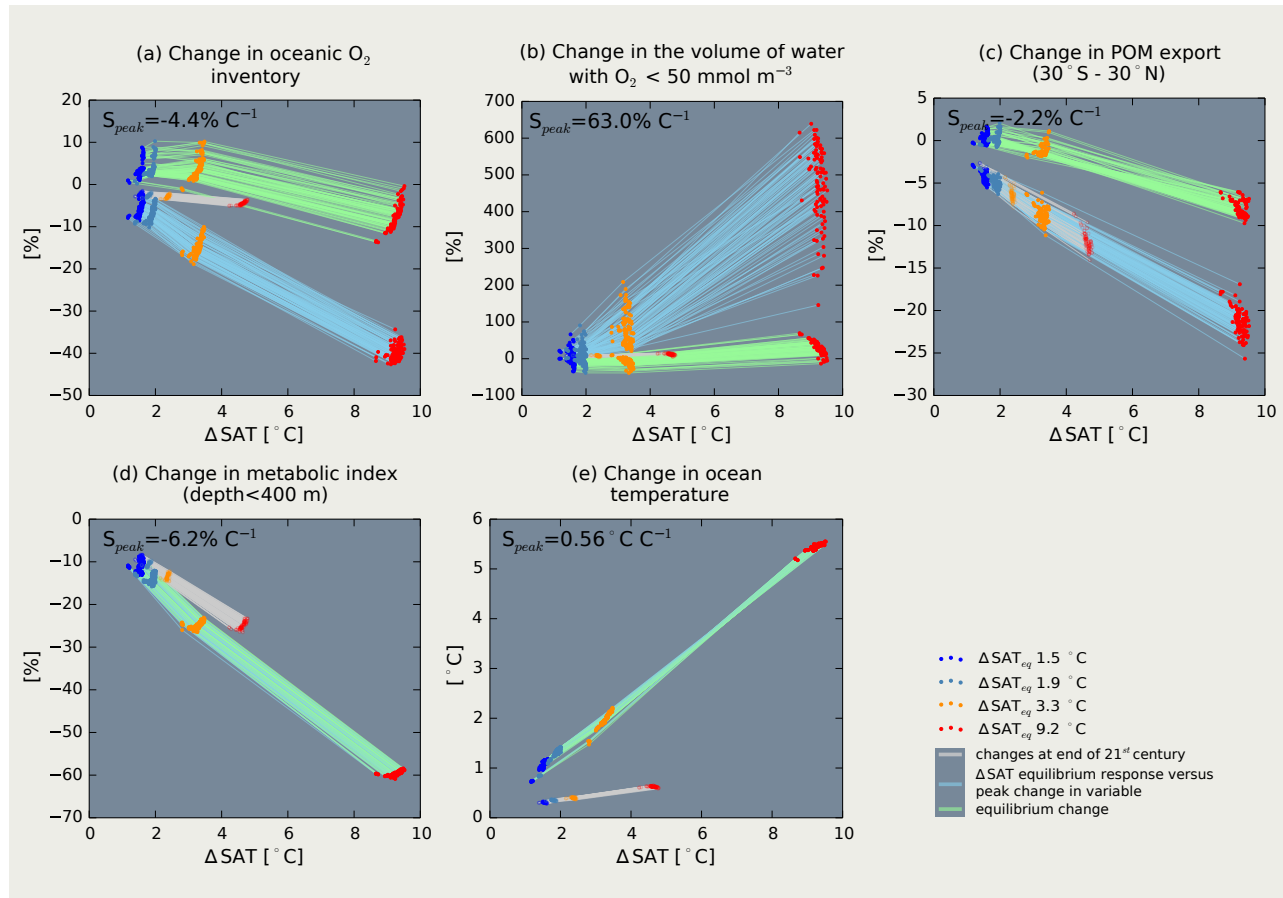 (a) Change in oceanic O₂
inventory
(b) Change in the volume of water
with O₂ < 50 mmol m⁻³
(c) Change in POM export
(30°S - 30°N)
S_peak=-4.4% C⁻¹
S_peak=63.0% C⁻¹
S_peak=-2.2% C⁻¹
[%]
20
10
0
−10
−20
−30
−40
−50
0 2 4 6 8 10
ΔSAT [°C]
[%]
700
600
500
400
300
200
100
0
−100
0 2 4 6 8 10
ΔSAT [°C]
[%]
5
0
−5
−10
−15
−20
−25
−30
0 2 4 6 8 10
ΔSAT [°C]
(d) Change in metabolic index
(depth<400 m)
(e) Change in ocean
temperature
S_peak=-6.2% C⁻¹
S_peak=0.56°C C⁻¹
[%]
0
−10
−20
−30
−40
−50
−60
−70
0 2 4 6 8 10
ΔSAT [°C]
[°C]
6
5
4
3
2
1
0
0 2 4 6 8 10
ΔSAT [°C]
ΔSAT_eq 1.5 °C
ΔSAT_eq 1.9 °C
ΔSAT_eq 3.3 °C
ΔSAT_eq 9.2 °C
changes at end of 21ˢᵗ century
ΔSAT equilibrium response versus
peak change in variable
equilibrium change